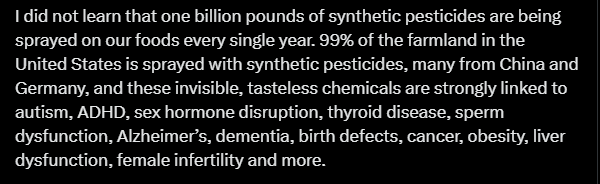 I did not learn that one billion pounds of synthetic pesticides are being
sprayed on our foods every single year. 99% of the farmland in the
United States is sprayed with synthetic pesticides, many from China and
Germany, and these invisible, tasteless chemicals are strongly linked to
autism, ADHD, sex hormone disruption, thyroid disease, sperm
dysfunction, Alzheimer’s, dementia, birth defects, cancer, obesity, liver
dysfunction, female infertility and more.